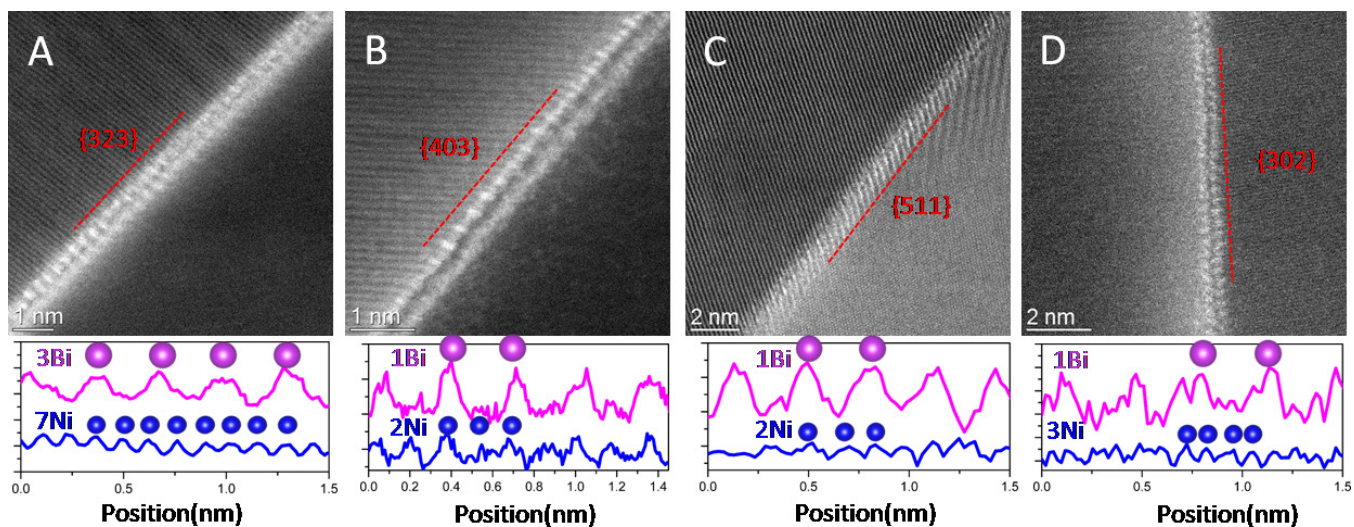 A
{323}
1 nm
B
{403}
1 nm
C
{511}
2 nm
D
{302}
2 nm
3Bi
7Ni
0.0 0.5 1.0 1.5
Position(nm)
1Bi
2Ni
0.0 0.2 0.4 0.6 0.8 1.0 1.2 1.4
Position(nm)
1Bi
2Ni
0.0 0.5 1.0 1.5
Position(nm)
1Bi
3Ni
0.0 0.5 1.0 1.5
Position(nm)